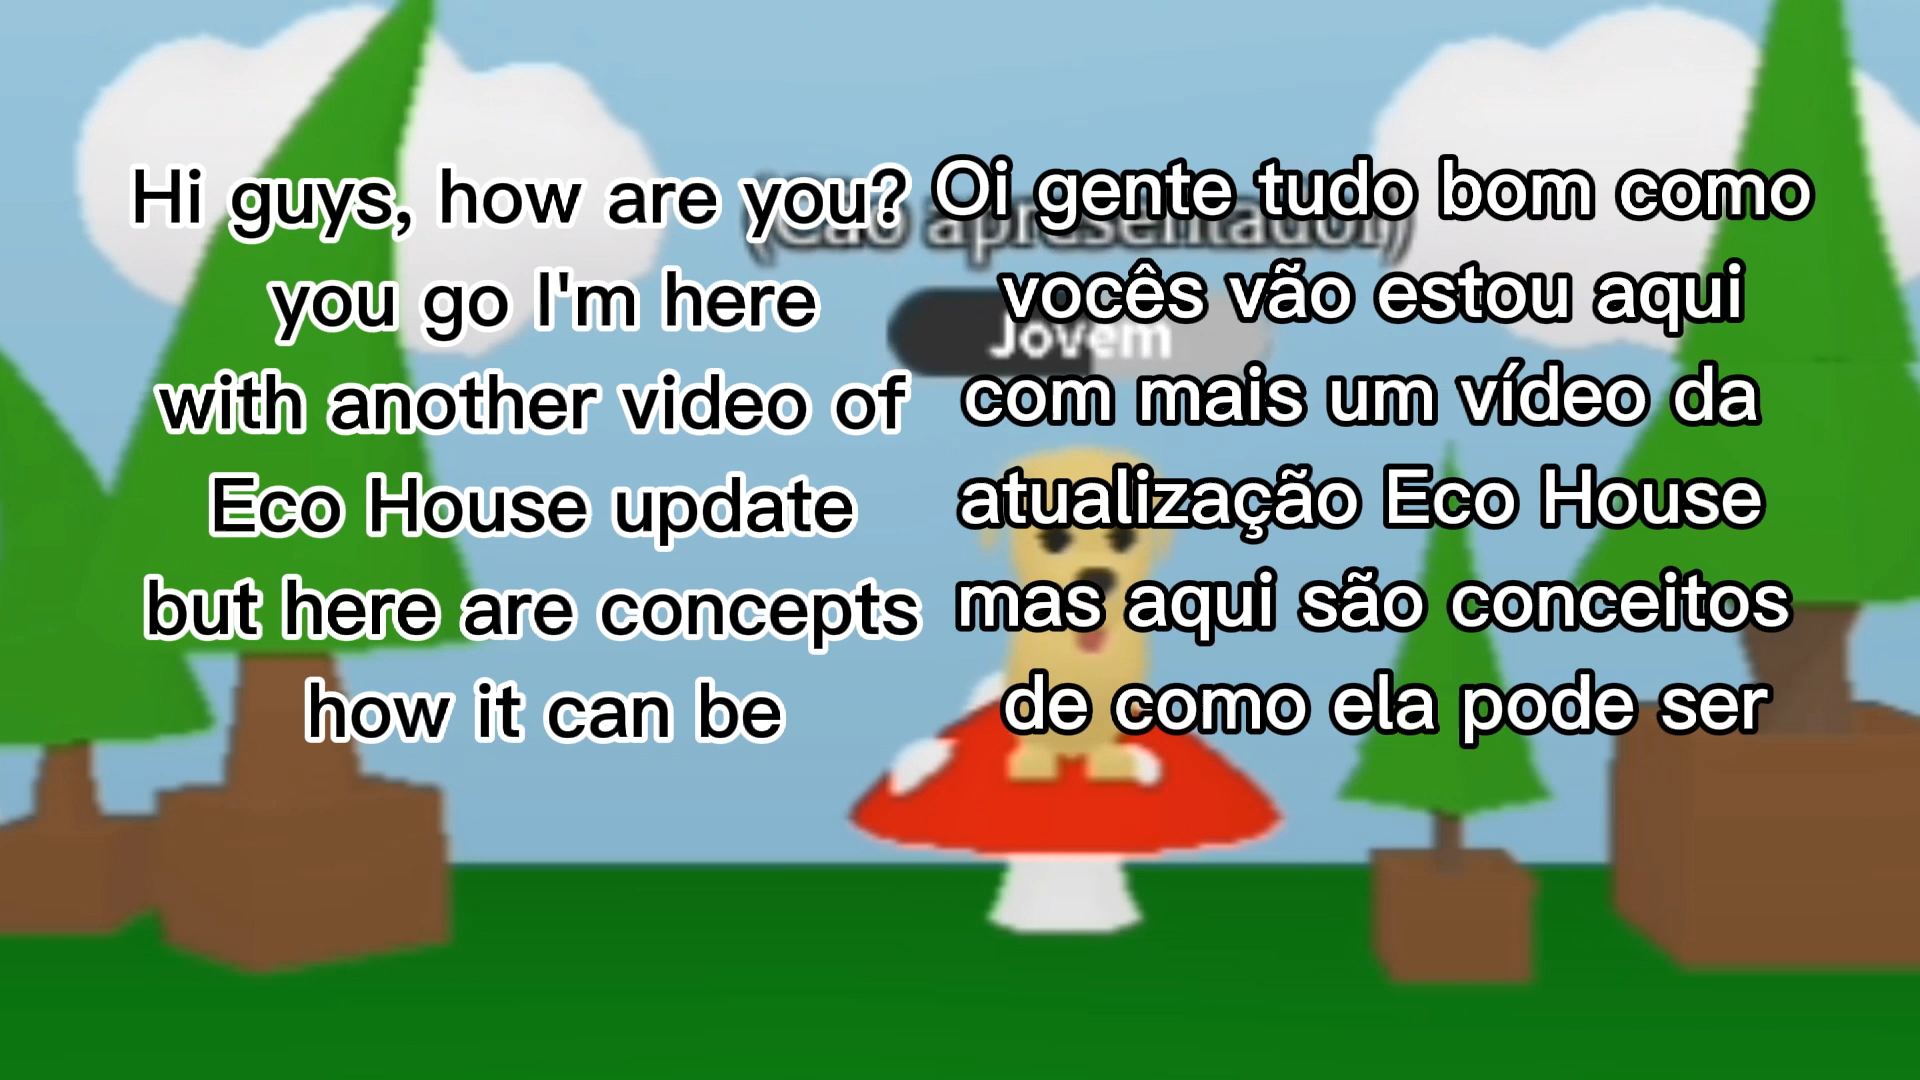 Hi guys, how are you?
you go I'm here
with another video of
Eco House update
but here are concepts
how it can be
Oi gente tudo bom como
vocês vão estou aqui
com mais um vídeo da
atualização Eco House
mas aqui são conceitos
de como ela pode ser
(Cão apresentador)
Jovem